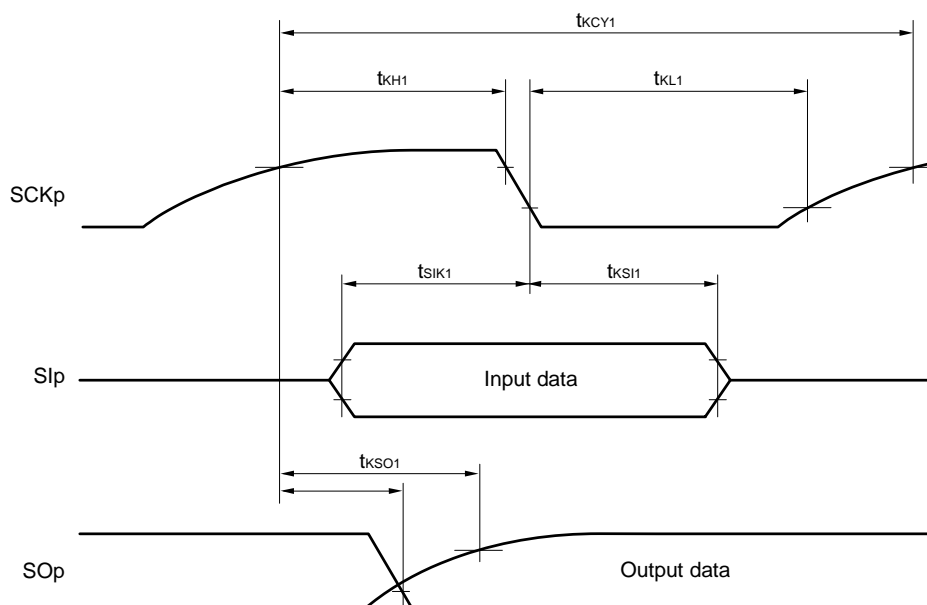 tKCY1
tKH1
tKL1
SCKp
tSIK1
tKSI1
SIp
Input data
tKSO1
SOp
Output data